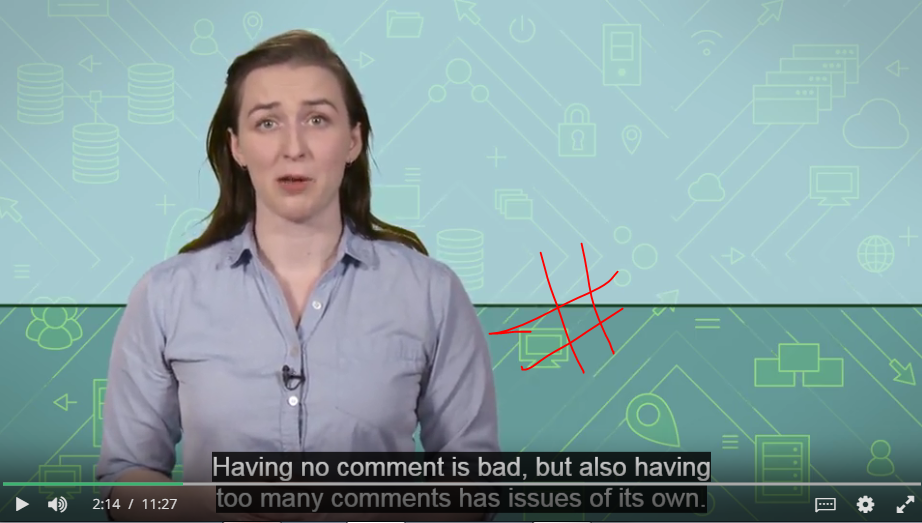 #
Having no comment is bad, but also having
too many comments has issues of its own.
2:14 / 11:27